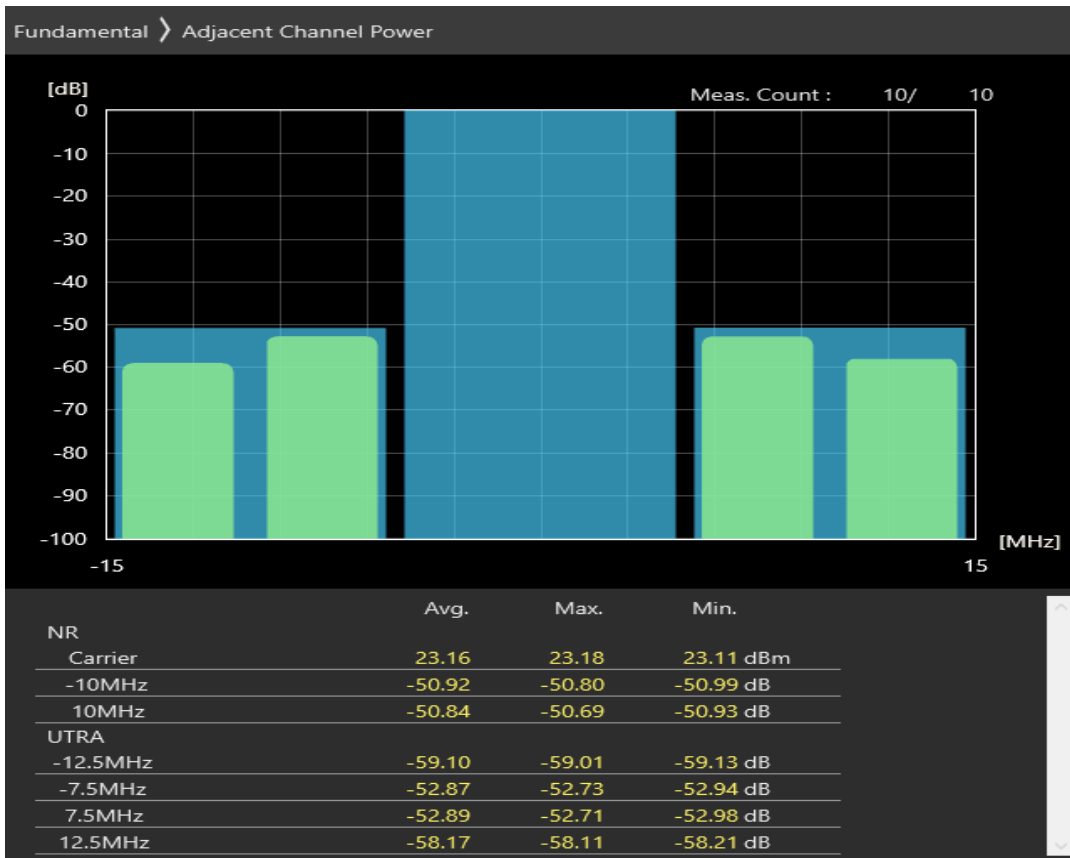 Fundamental 〉 Adjacent Channel Power
[dB]
Meas. Count : 10/ 10
0
-10
-20
-30
-40
-50
-60
-70
-80
-90
-100
[MHz]
-15 15
Avg. Max. Min.
NR
Carrier 23.16 23.18 23.11 dBm
-10MHz -50.92 -50.80 -50.99 dB
10MHz -50.84 -50.69 -50.93 dB
UTRA
-12.5MHz -59.10 -59.01 -59.13 dB
-7.5MHz -52.87 -52.73 -52.94 dB
7.5MHz -52.89 -52.71 -52.98 dB
12.5MHz -58.17 -58.11 -58.21 dB